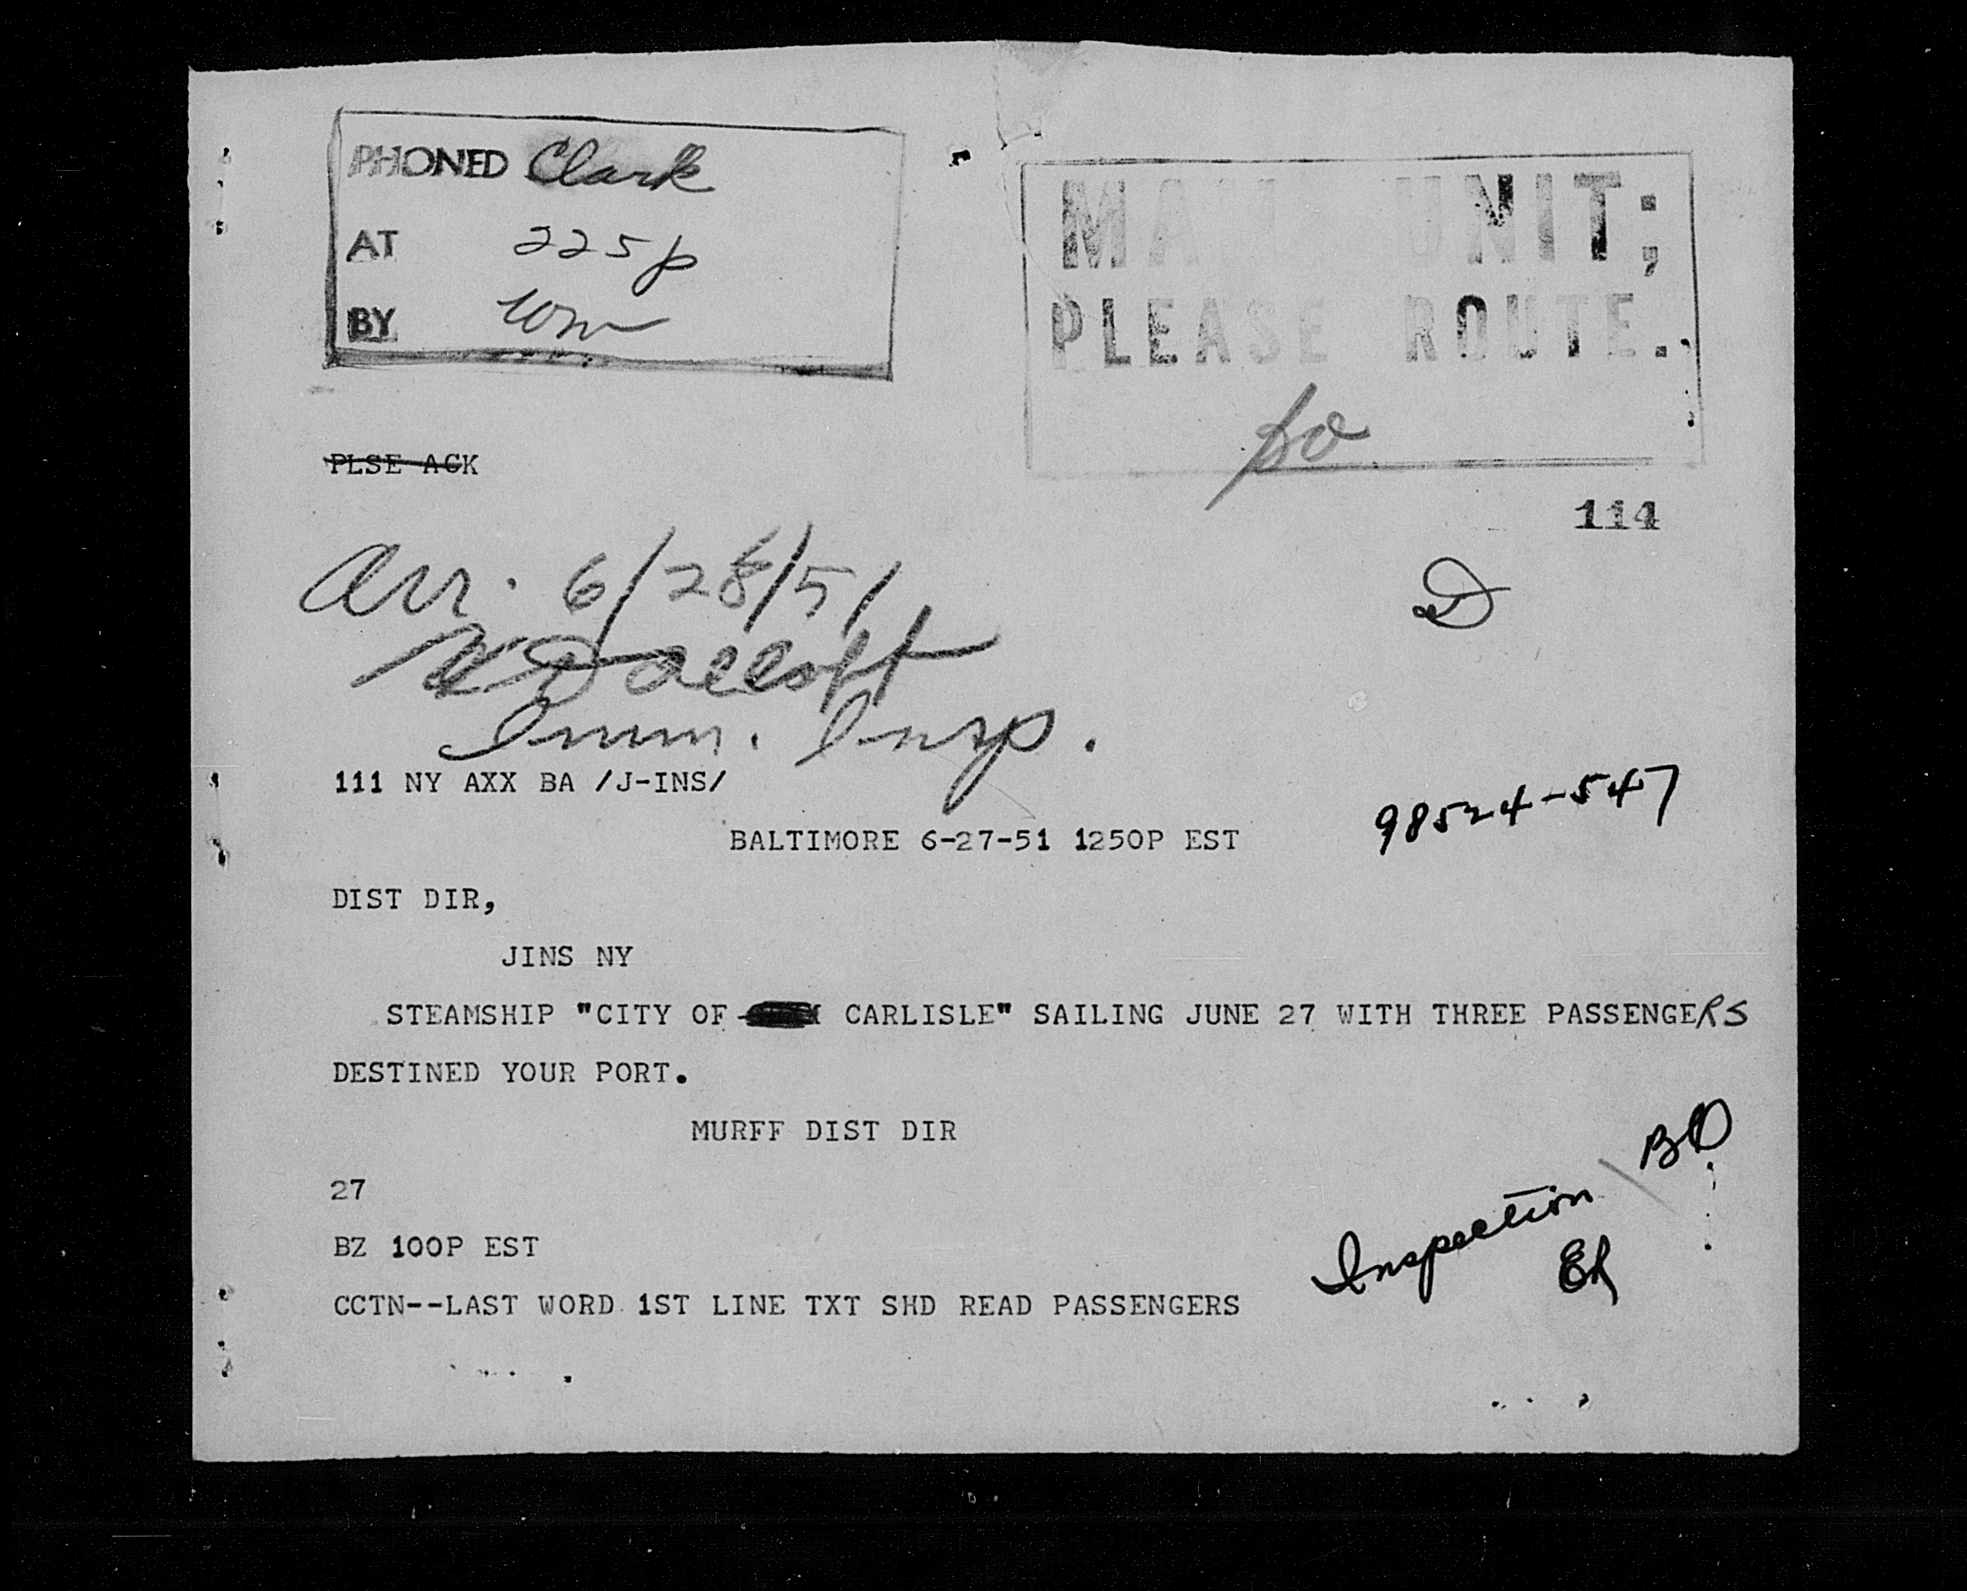 PHONED Clark
AT 225p
BY
MAIL UNIT;
PLEASE ROUTE.
PLSE ACK
114
Arr. 6/28/51
D
Imm. Insp.
111 NY AXX BA /J-INS/
98524-547
BALTIMORE 6-27-51 1250P EST
DIST DIR,
JINS NY
STEAMSHIP "CITY OF CARLISLE" SAILING JUNE 27 WITH THREE PASSENGERS
DESTINED YOUR PORT.
MURFF DIST DIR
BD
27
Inspection
BZ 100P EST
CCTN--LAST WORD 1ST LINE TXT SHD READ PASSENGERS